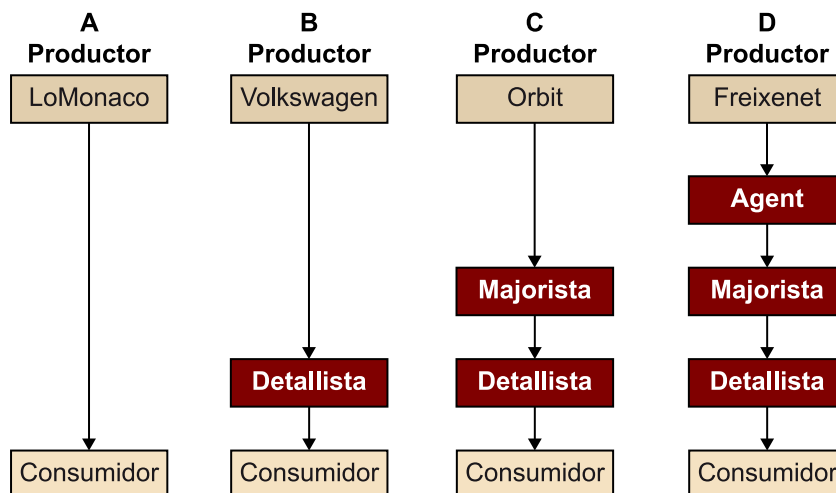 A
Productor
LoMonaco
Consumidor
B
Productor
Volkswagen
Detallista
Consumidor
C
Productor
Orbit
Majorista
Detallista
Consumidor
D
Productor
Freixenet
Agent
Majorista
Detallista
Consumidor